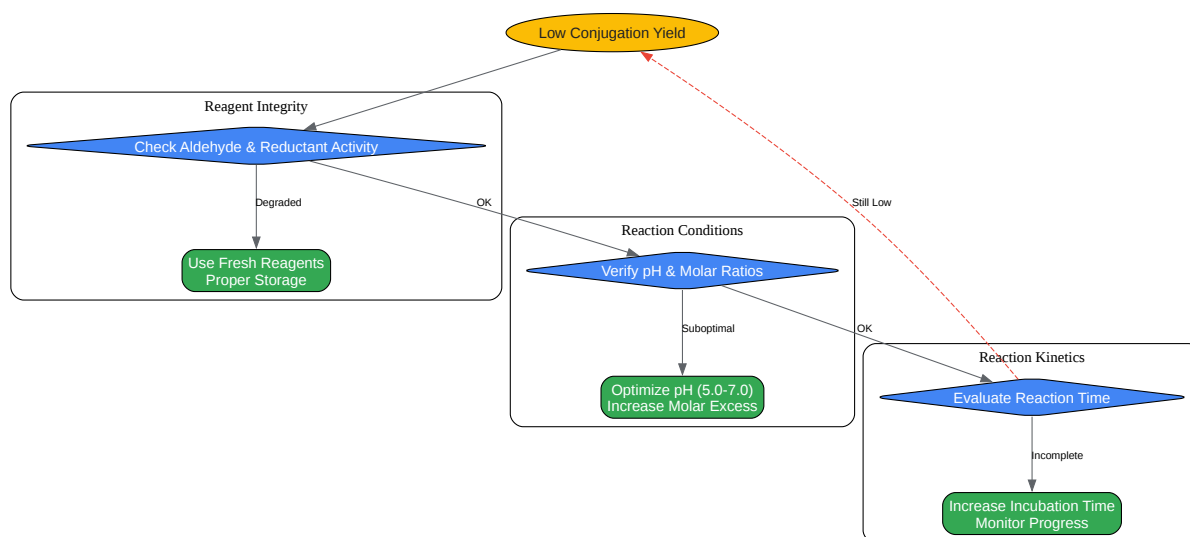 Low Conjugation Yield
Reagent Integrity
Check Aldehyde & Reductant Activity
Degraded
OK
Still Low
Use Fresh Reagents
Proper Storage
Reaction Conditions
Verify pH & Molar Ratios
Suboptimal
OK
Optimize pH (5.0-7.0)
Increase Molar Excess
Reaction Kinetics
Evaluate Reaction Time
Incomplete
Increase Incubation Time
Monitor Progress